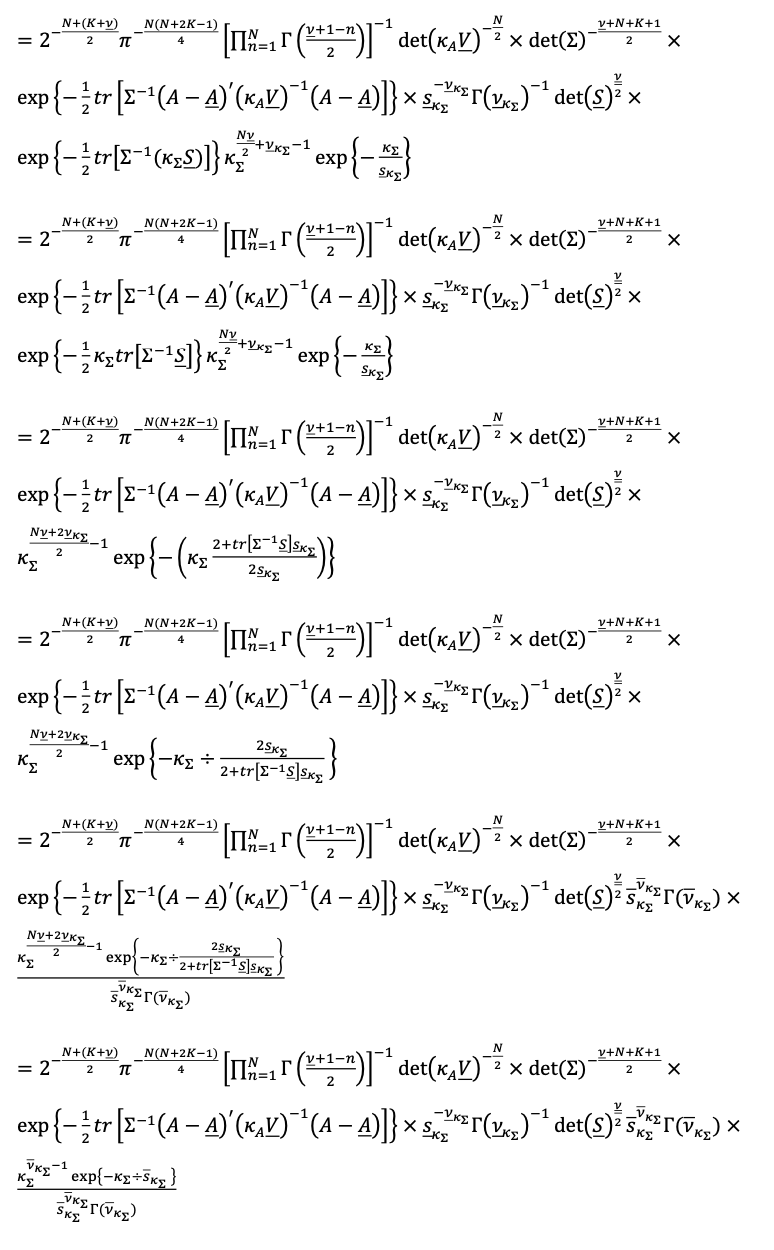 $= 2^{-\frac{N+(K+\underline{\nu})}{2}} \pi^{-\frac{N(N+2K-1)}{4}} \left[\prod_{n=1}^{N} \Gamma\left(\frac{\underline{\nu}+1-n}{2}\right)\right]^{-1} \det(\kappa_A \underline{V})^{-\frac{N}{2}} \times \det(\Sigma)^{-\frac{\underline{\nu}+N+K+1}{2}} \times$
$\exp\left\{-\frac{1}{2} tr\left[\Sigma^{-1}(A-\underline{A})'(\kappa_A \underline{V})^{-1}(A-\underline{A})\right]\right\} \times \underline{s}_{\kappa_\Sigma}^{-\underline{\nu}_{\kappa_\Sigma}} \Gamma(\underline{\nu}_{\kappa_\Sigma})^{-1} \det(\underline{S})^{\frac{\underline{\nu}}{2}} \times$
$\exp\left\{-\frac{1}{2} tr[\Sigma^{-1}(\kappa_\Sigma \underline{S})]\right\} \kappa_\Sigma^{\frac{N\underline{\nu}}{2}+\underline{\nu}_{\kappa_\Sigma}-1} \exp\left\{-\frac{\kappa_\Sigma}{\underline{s}_{\kappa_\Sigma}}\right\}$
$= 2^{-\frac{N+(K+\underline{\nu})}{2}} \pi^{-\frac{N(N+2K-1)}{4}} \left[\prod_{n=1}^{N} \Gamma\left(\frac{\underline{\nu}+1-n}{2}\right)\right]^{-1} \det(\kappa_A \underline{V})^{-\frac{N}{2}} \times \det(\Sigma)^{-\frac{\underline{\nu}+N+K+1}{2}} \times$
$\exp\left\{-\frac{1}{2} tr\left[\Sigma^{-1}(A-\underline{A})'(\kappa_A \underline{V})^{-1}(A-\underline{A})\right]\right\} \times \underline{s}_{\kappa_\Sigma}^{-\underline{\nu}_{\kappa_\Sigma}} \Gamma(\underline{\nu}_{\kappa_\Sigma})^{-1} \det(\underline{S})^{\frac{\underline{\nu}}{2}} \times$
$\exp\left\{-\frac{1}{2} \kappa_\Sigma tr[\Sigma^{-1}\underline{S}]\right\} \kappa_\Sigma^{\frac{N\underline{\nu}}{2}+\underline{\nu}_{\kappa_\Sigma}-1} \exp\left\{-\frac{\kappa_\Sigma}{\underline{s}_{\kappa_\Sigma}}\right\}$
$= 2^{-\frac{N+(K+\underline{\nu})}{2}} \pi^{-\frac{N(N+2K-1)}{4}} \left[\prod_{n=1}^{N} \Gamma\left(\frac{\underline{\nu}+1-n}{2}\right)\right]^{-1} \det(\kappa_A \underline{V})^{-\frac{N}{2}} \times \det(\Sigma)^{-\frac{\underline{\nu}+N+K+1}{2}} \times$
$\exp\left\{-\frac{1}{2} tr\left[\Sigma^{-1}(A-\underline{A})'(\kappa_A \underline{V})^{-1}(A-\underline{A})\right]\right\} \times \underline{s}_{\kappa_\Sigma}^{-\underline{\nu}_{\kappa_\Sigma}} \Gamma(\underline{\nu}_{\kappa_\Sigma})^{-1} \det(\underline{S})^{\frac{\underline{\nu}}{2}} \times$
$\kappa_\Sigma^{\frac{N\underline{\nu}+2\underline{\nu}_{\kappa_\Sigma}}{2}-1} \exp\left\{-\left(\kappa_\Sigma \frac{2+tr[\Sigma^{-1}\underline{S}]\underline{s}_{\kappa_\Sigma}}{2\underline{s}_{\kappa_\Sigma}}\right)\right\}$
$= 2^{-\frac{N+(K+\underline{\nu})}{2}} \pi^{-\frac{N(N+2K-1)}{4}} \left[\prod_{n=1}^{N} \Gamma\left(\frac{\underline{\nu}+1-n}{2}\right)\right]^{-1} \det(\kappa_A \underline{V})^{-\frac{N}{2}} \times \det(\Sigma)^{-\frac{\underline{\nu}+N+K+1}{2}} \times$
$\exp\left\{-\frac{1}{2} tr\left[\Sigma^{-1}(A-\underline{A})'(\kappa_A \underline{V})^{-1}(A-\underline{A})\right]\right\} \times \underline{s}_{\kappa_\Sigma}^{-\underline{\nu}_{\kappa_\Sigma}} \Gamma(\underline{\nu}_{\kappa_\Sigma})^{-1} \det(\underline{S})^{\frac{\underline{\nu}}{2}} \times$
$\kappa_\Sigma^{\frac{N\underline{\nu}+2\underline{\nu}_{\kappa_\Sigma}}{2}-1} \exp\left\{-\kappa_\Sigma \div \frac{2\underline{s}_{\kappa_\Sigma}}{2+tr[\Sigma^{-1}\underline{S}]\underline{s}_{\kappa_\Sigma}}\right\}$
$= 2^{-\frac{N+(K+\underline{\nu})}{2}} \pi^{-\frac{N(N+2K-1)}{4}} \left[\prod_{n=1}^{N} \Gamma\left(\frac{\underline{\nu}+1-n}{2}\right)\right]^{-1} \det(\kappa_A \underline{V})^{-\frac{N}{2}} \times \det(\Sigma)^{-\frac{\underline{\nu}+N+K+1}{2}} \times$
$\exp\left\{-\frac{1}{2} tr\left[\Sigma^{-1}(A-\underline{A})'(\kappa_A \underline{V})^{-1}(A-\underline{A})\right]\right\} \times \underline{s}_{\kappa_\Sigma}^{-\underline{\nu}_{\kappa_\Sigma}} \Gamma(\underline{\nu}_{\kappa_\Sigma})^{-1} \det(\underline{S})^{\frac{\underline{\nu}}{2}} \overline{s}_{\kappa_\Sigma}^{\overline{\nu}_{\kappa_\Sigma}} \Gamma(\overline{\nu}_{\kappa_\Sigma}) \times$
$\frac{\kappa_\Sigma^{\frac{N\underline{\nu}+2\underline{\nu}_{\kappa_\Sigma}}{2}-1} \exp\left\{-\kappa_\Sigma \div \frac{2\underline{s}_{\kappa_\Sigma}}{2+tr[\Sigma^{-1}\underline{S}]\underline{s}_{\kappa_\Sigma}}\right\}}{\overline{s}_{\kappa_\Sigma}^{\overline{\nu}_{\kappa_\Sigma}} \Gamma(\overline{\nu}_{\kappa_\Sigma})}$
$= 2^{-\frac{N+(K+\underline{\nu})}{2}} \pi^{-\frac{N(N+2K-1)}{4}} \left[\prod_{n=1}^{N} \Gamma\left(\frac{\underline{\nu}+1-n}{2}\right)\right]^{-1} \det(\kappa_A \underline{V})^{-\frac{N}{2}} \times \det(\Sigma)^{-\frac{\underline{\nu}+N+K+1}{2}} \times$
$\exp\left\{-\frac{1}{2} tr\left[\Sigma^{-1}(A-\underline{A})'(\kappa_A \underline{V})^{-1}(A-\underline{A})\right]\right\} \times \underline{s}_{\kappa_\Sigma}^{-\underline{\nu}_{\kappa_\Sigma}} \Gamma(\underline{\nu}_{\kappa_\Sigma})^{-1} \det(\underline{S})^{\frac{\underline{\nu}}{2}} \overline{s}_{\kappa_\Sigma}^{\overline{\nu}_{\kappa_\Sigma}} \Gamma(\overline{\nu}_{\kappa_\Sigma}) \times$
$\frac{\kappa_\Sigma^{\overline{\nu}_{\kappa_\Sigma}-1} \exp\{-\kappa_\Sigma \div \overline{s}_{\kappa_\Sigma}\}}{\overline{s}_{\kappa_\Sigma}^{\overline{\nu}_{\kappa_\Sigma}} \Gamma(\overline{\nu}_{\kappa_\Sigma})}$